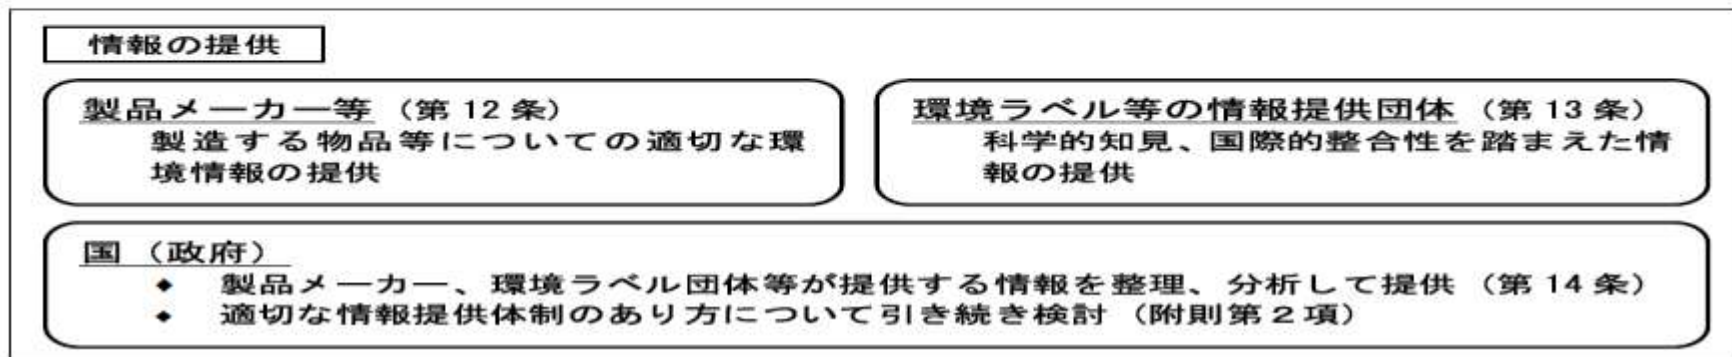 情報の提供
製品メーカー等（第12条）
製造する物品等についての適切な環
境情報の提供
環境ラベル等の情報提供団体（第13条）
科学的知見、国際的整合性を踏まえた情
報の提供
国（政府）
◆ 製品メーカー、環境ラベル団体等が提供する情報を整理、分析して提供（第14条）
◆ 適切な情報提供体制のあり方について引き続き検討（附則第２項）